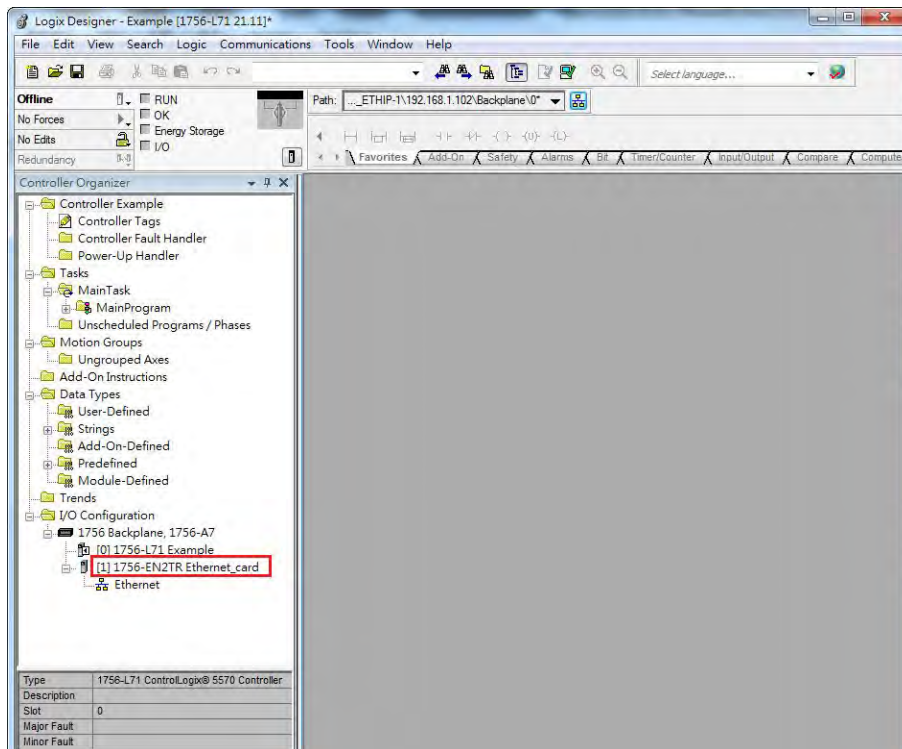 Logix Designer - Example [1756-L71 21.11]*
File Edit View Search Logic Communications Tools Window Help
Select language...
Offline
RUN
No Forces
OK
Energy Storage
No Edits
I/O
Redundancy
Path: ..._ETHIP-1\192.168.1.102\Backplane\0*
Favorites Add-On Safety Alarms Bit Timer/Counter Input/Output Compare Compute
Controller Organizer
Controller Example
Controller Tags
Controller Fault Handler
Power-Up Handler
Tasks
MainTask
MainProgram
Unscheduled Programs / Phases
Motion Groups
Ungrouped Axes
Add-On Instructions
Data Types
User-Defined
Strings
Add-On-Defined
Predefined
Module-Defined
Trends
I/O Configuration
1756 Backplane, 1756-A7
[0] 1756-L71 Example
[1] 1756-EN2TR Ethernet_card
Ethernet
Type 1756-L71 ControlLogix® 5570 Controller
Description
Slot 0
Major Fault
Minor Fault